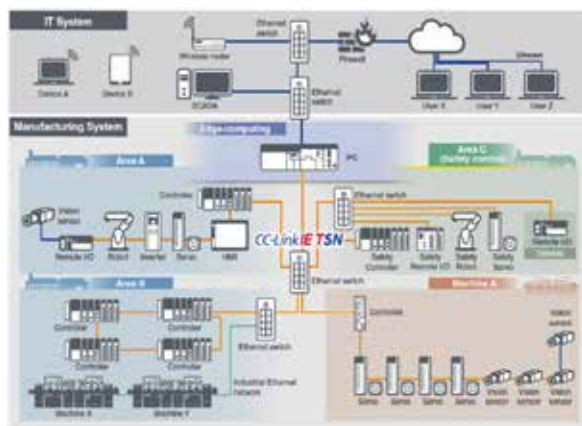 IT System
Ethernet
switch
Wireless router
Firewall
Ethernet
Device A
Device B
SCADA
Ethernet
switch
User X
User Y
User Z
Manufacturing System
Edge-computing
PC
Area A
Area C
(Safety control)
Controller
Ethernet switch
Vision
sensor
Remote I/O
Robot
Inverter
Servo
HMI
CC-Link IE TSN
Safety
Controller
Safety
Remote I/O
Safety
Robot
Safety
Servo
Remote I/O
Ethernet
switch
Area B
Machine A
Controller
Controller
Controller
Controller
Controller
Ethernet switch
Industrial Ethernet
network
Machine X
Machine Y
Servo
Servo
Servo
Servo
Vision
sensor
Vision
sensor
Vision
sensor
Vision
sensor